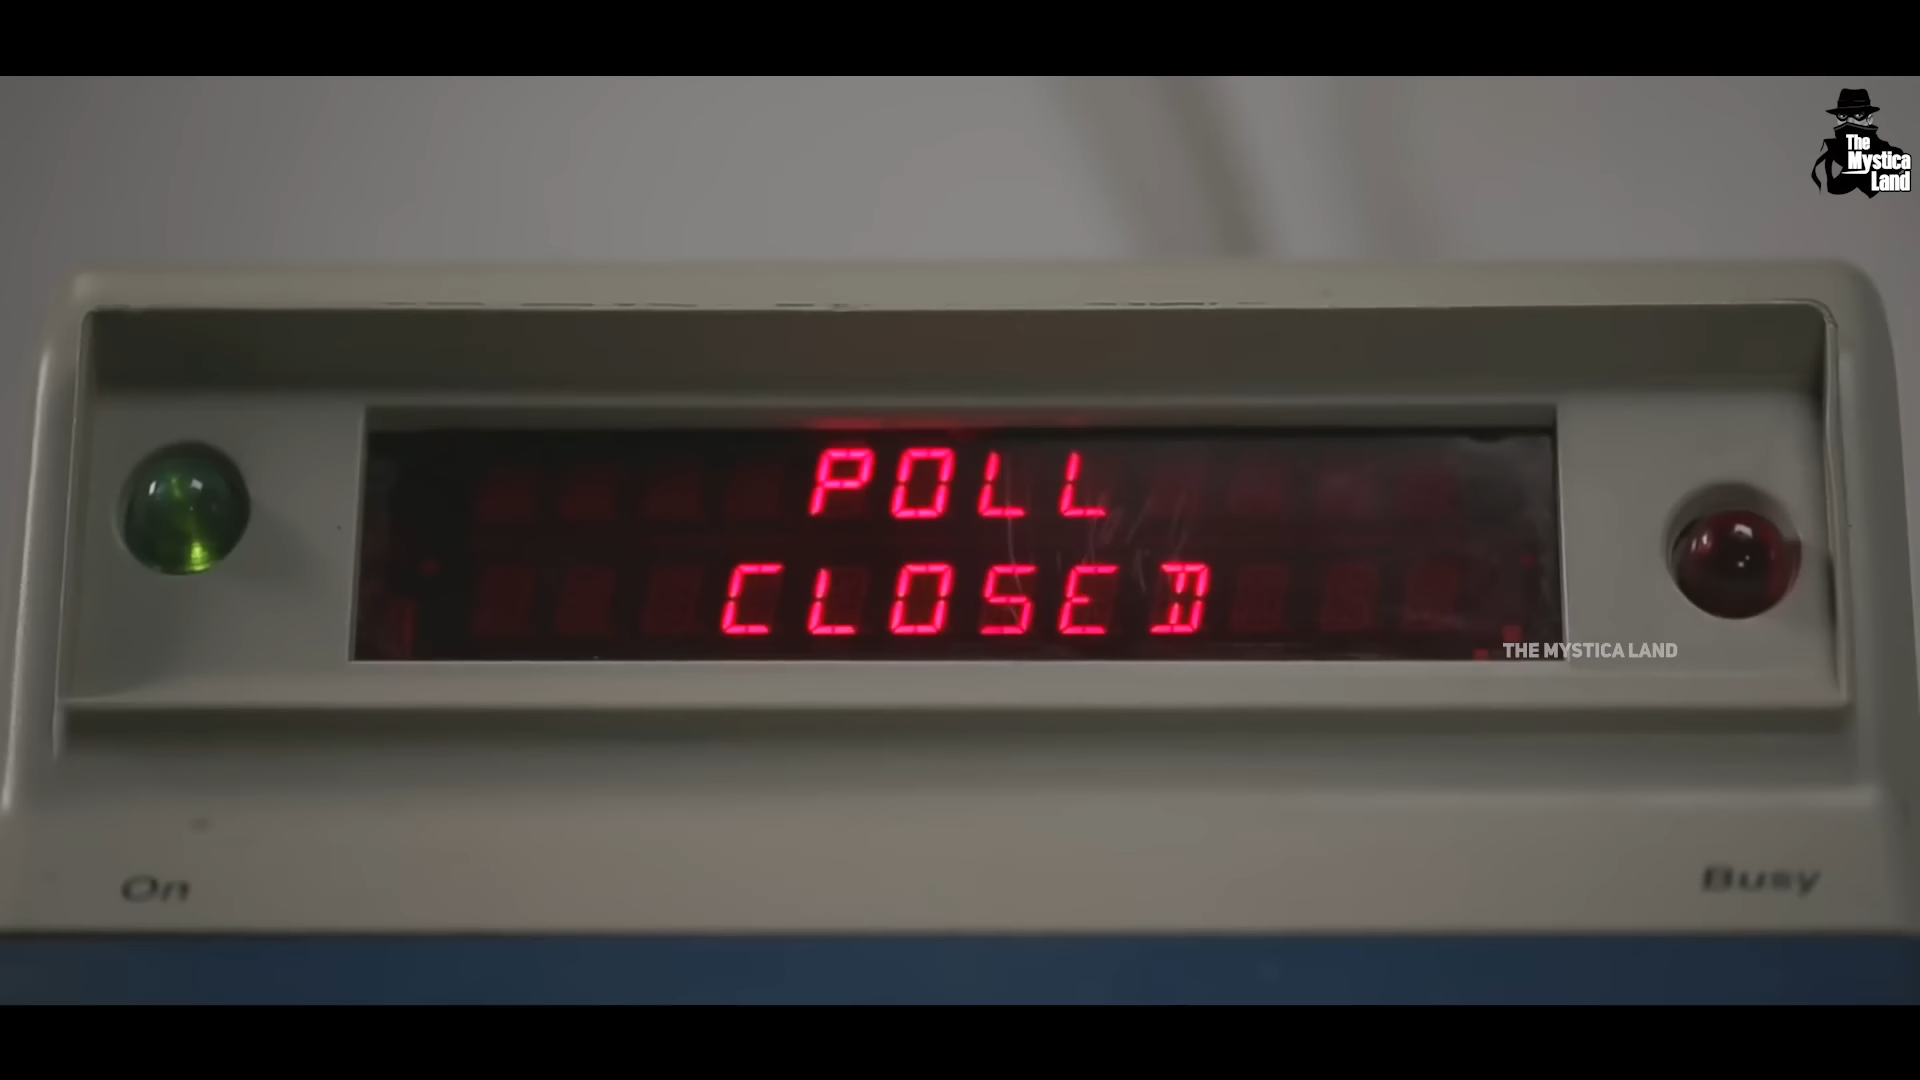 The
Mystica
Land
POLL
CLOSED
THE MYSTICA LAND
On
Busy